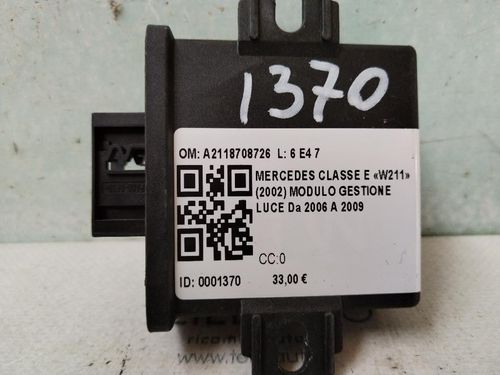 1370
OM: A2118708726 L: 6 E4 7
MERCEDES CLASSE E «W211»
(2002) MODULO GESTIONE
LUCE Da 2006 A 2009
CC:0
ID: 0001370 33,00 €